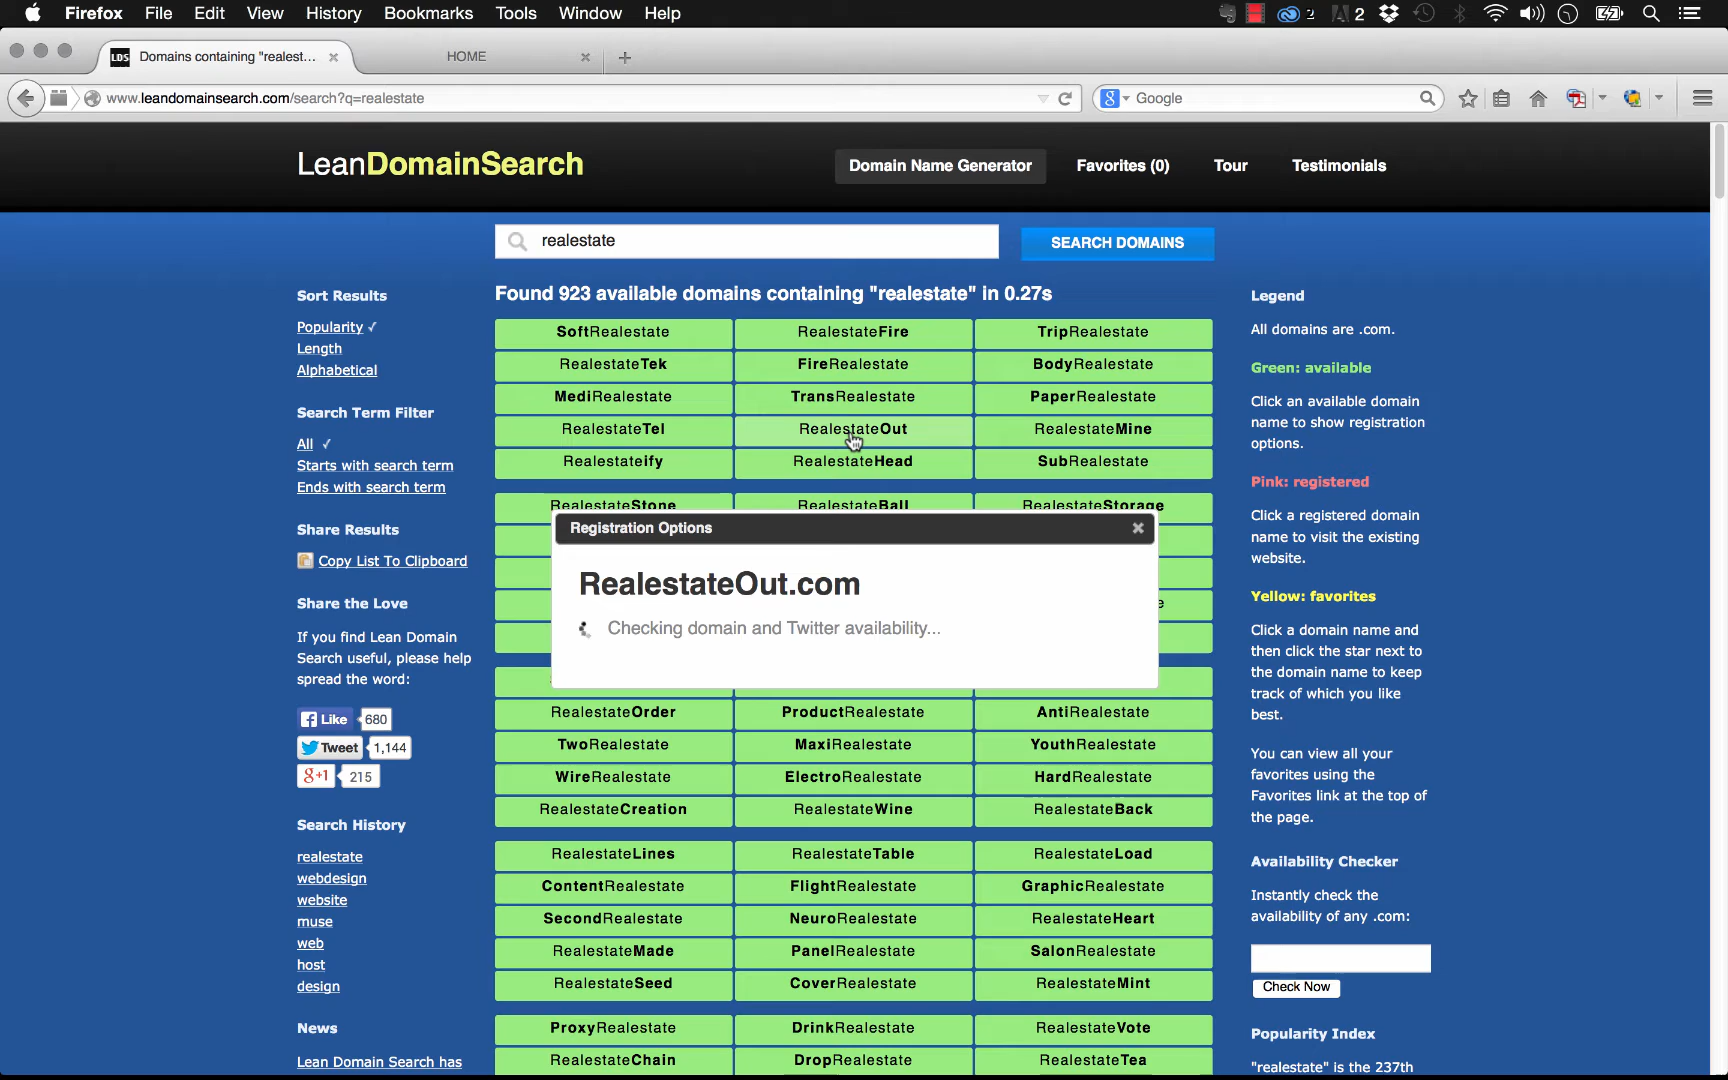 Firefox File Edit View History Bookmarks Tools Window Help
2 2
LDS Domains containing "realest...
HOME
www.leandomainsearch.com/search?q=realestate
Google
LeanDomainSearch
Domain Name Generator Favorites (0) Tour Testimonials
realestate
SEARCH DOMAINS
Sort Results
Popularity ✓
Length
Alphabetical
Search Term Filter
All ✓
Starts with search term
Ends with search term
Share Results
Copy List To Clipboard
Share the Love
If you find Lean Domain
Search useful, please help
spread the word:
Like 680
Tweet 1,144
g+1 215
Search History
realestate
webdesign
website
muse
web
host
design
News
Lean Domain Search has
Found 923 available domains containing "realestate" in 0.27s
SoftRealestate RealestateFire TripRealestate
RealestateTek FireRealestate BodyRealestate
MediRealestate TransRealestate PaperRealestate
RealestateTel RealestateOut RealestateMine
Realestateify RealestateHead SubRealestate
RealestateStone RealestateBall RealestateStorage
Registration Options
RealestateOut.com
Checking domain and Twitter availability...
RealestateOrder ProductRealestate AntiRealestate
TwoRealestate MaxiRealestate YouthRealestate
WireRealestate ElectroRealestate HardRealestate
RealestateCreation RealestateWine RealestateBack
RealestateLines RealestateTable RealestateLoad
ContentRealestate FlightRealestate GraphicRealestate
SecondRealestate NeuroRealestate RealestateHeart
RealestateMade PanelRealestate SalonRealestate
RealestateSeed CoverRealestate RealestateMint
ProxyRealestate DrinkRealestate RealestateVote
RealestateChain DropRealestate RealestateTea
Legend
All domains are .com.
Green: available
Click an available domain
name to show registration
options.
Pink: registered
Click a registered domain
name to visit the existing
website.
Yellow: favorites
Click a domain name and
then click the star next to
the domain name to keep
track of which you like
best.
You can view all your
favorites using the
Favorites link at the top of
the page.
Availability Checker
Instantly check the
availability of any .com:
Check Now
Popularity Index
"realestate" is the 237th